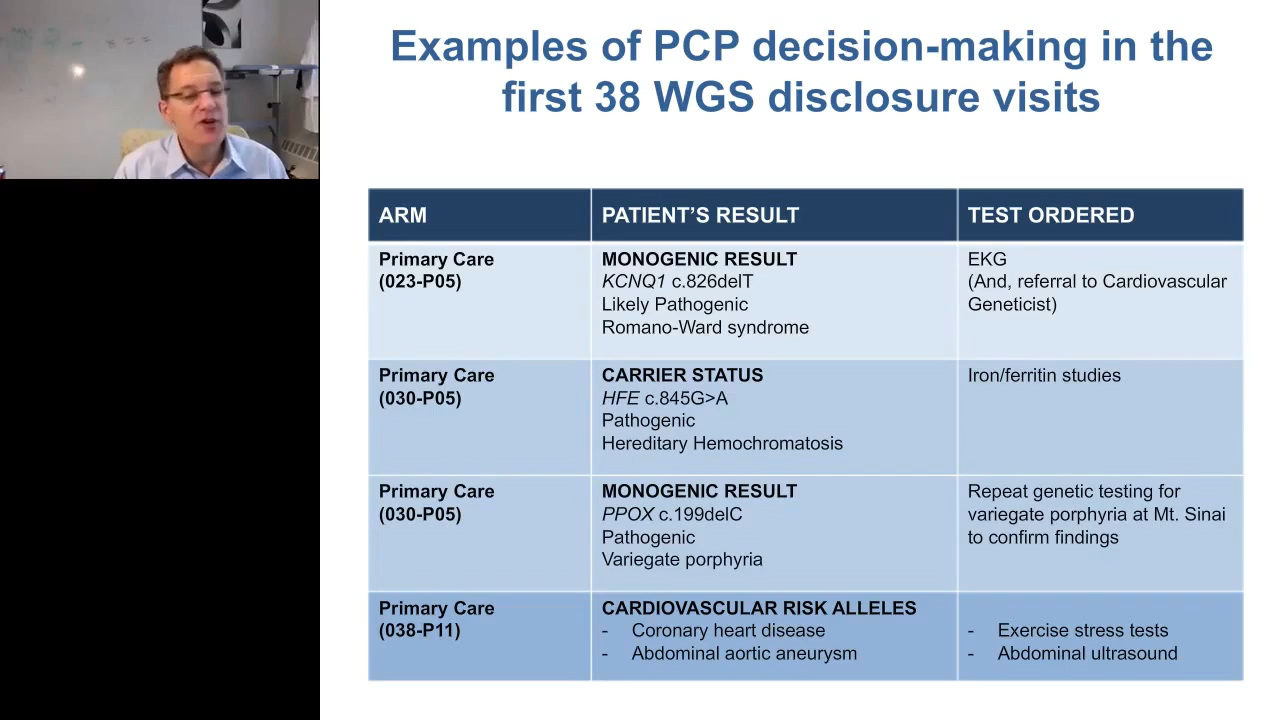 Examples of PCP decision-making in the
first 38 WGS disclosure visits
ARM
PATIENT'S RESULT
TEST ORDERED
Primary Care
(023-P05)
MONOGENIC RESULT
KCNQ1 c.826delT
Likely Pathogenic
Romano-Ward syndrome
EKG
(And, referral to Cardiovascular
Geneticist)
Primary Care
(030-P05)
CARRIER STATUS
HFE c.845G>A
Pathogenic
Hereditary Hemochromatosis
Iron/ferritin studies
Primary Care
(030-P05)
MONOGENIC RESULT
PPOX c.199delC
Pathogenic
Variegate porphyria
Repeat genetic testing for
variegate porphyria at Mt. Sinai
to confirm findings
Primary Care
(038-P11)
CARDIOVASCULAR RISK ALLELES
- Coronary heart disease
- Abdominal aortic aneurysm
- Exercise stress tests
- Abdominal ultrasound